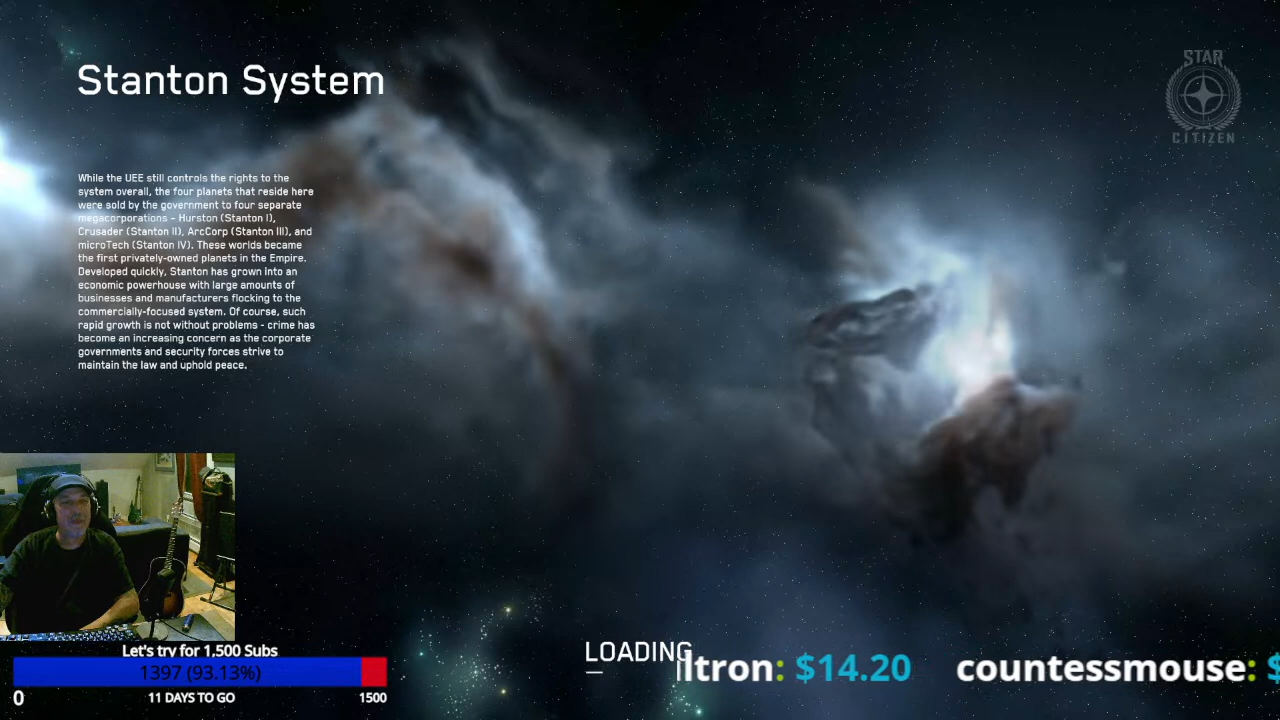 Stanton System
STAR
CITIZEN
While the UEE still controls the rights to the
system overall, the four planets that reside here
were sold by the government to four separate
megacorporations - Hurston (Stanton I),
Crusader (Stanton II), ArcCorp (Stanton III), and
microTech (Stanton IV). These worlds became
the first privately-owned planets in the Empire.
Developed quickly, Stanton has grown into an
economic powerhouse with large amounts of
businesses and manufacturers flocking to the
commercially-focused system. Of course, such
rapid growth is not without problems - crime has
become an increasing concern as the corporate
governments and security forces strive to
maintain the law and uphold peace.
Let's try for 1,500 Subs
1397 (93.13%)
0 11 DAYS TO GO 1500
LOADING
iltron: $14.20 countessmouse: $